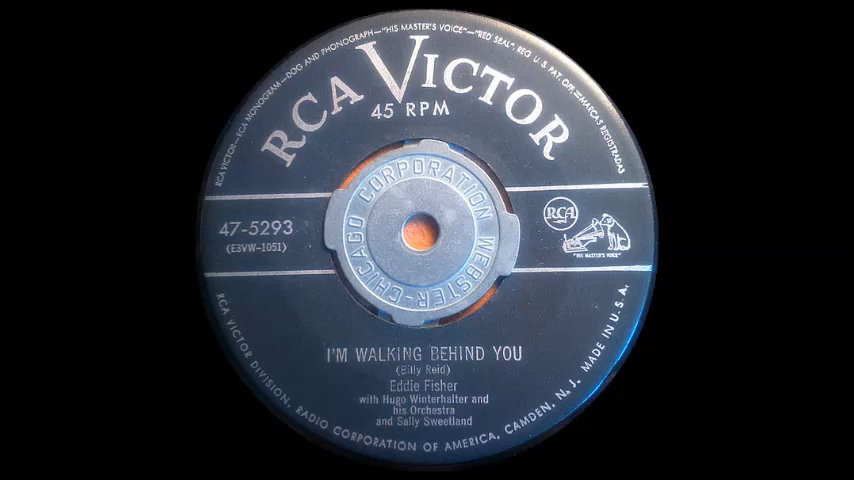 RCA VICTOR—RCA MONOGRAM—DOG AND PHONOGRAPH—"HIS MASTER'S VOICE"—"RED SEAL", REG U.S. PAT. OFF.—MARCAS REGISTRADAS
RCA VICTOR
45 RPM
WEBSTER-CHICAGO CORPORATION
47-5293
(E3VW-1051)
RCA
"HIS MASTER'S VOICE"
I'M WALKING BEHIND YOU
(Billy Reid)
Eddie Fisher
with Hugo Winterhalter and
his Orchestra
and Sally Sweetland
RCA VICTOR DIVISION, RADIO CORPORATION OF AMERICA, CAMDEN, N. J. MADE IN U.S.A.